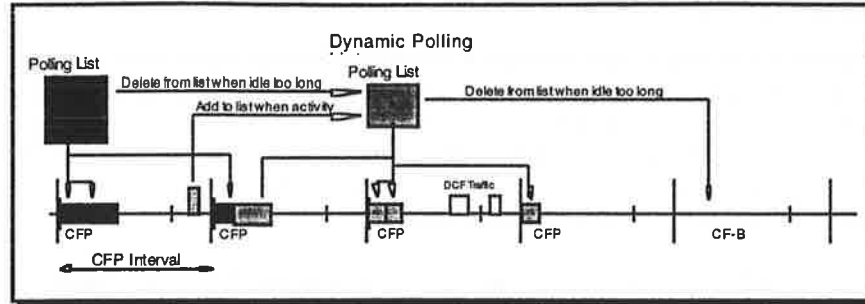 Dynamic Polling
Polling List
Polling List
Delete from list when idle too long
Delete from list when idle too long
Add to list when activity
DCF Traffic
CFP
CFP
CFP
CFP
CF-B
CFP Interval